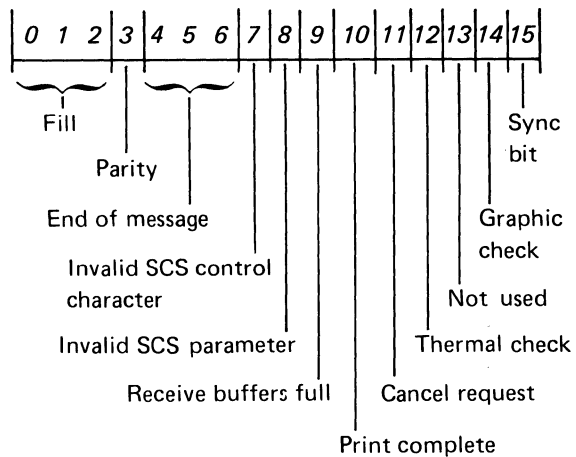 0 1 2 3 4 5 6 7 8 9 10 11 12 13 14 15
Fill
Sync
bit
Parity
End of message
Graphic
check
Invalid SCS control
character
Not used
Invalid SCS parameter
Thermal check
Receive buffers full
Cancel request
Print complete